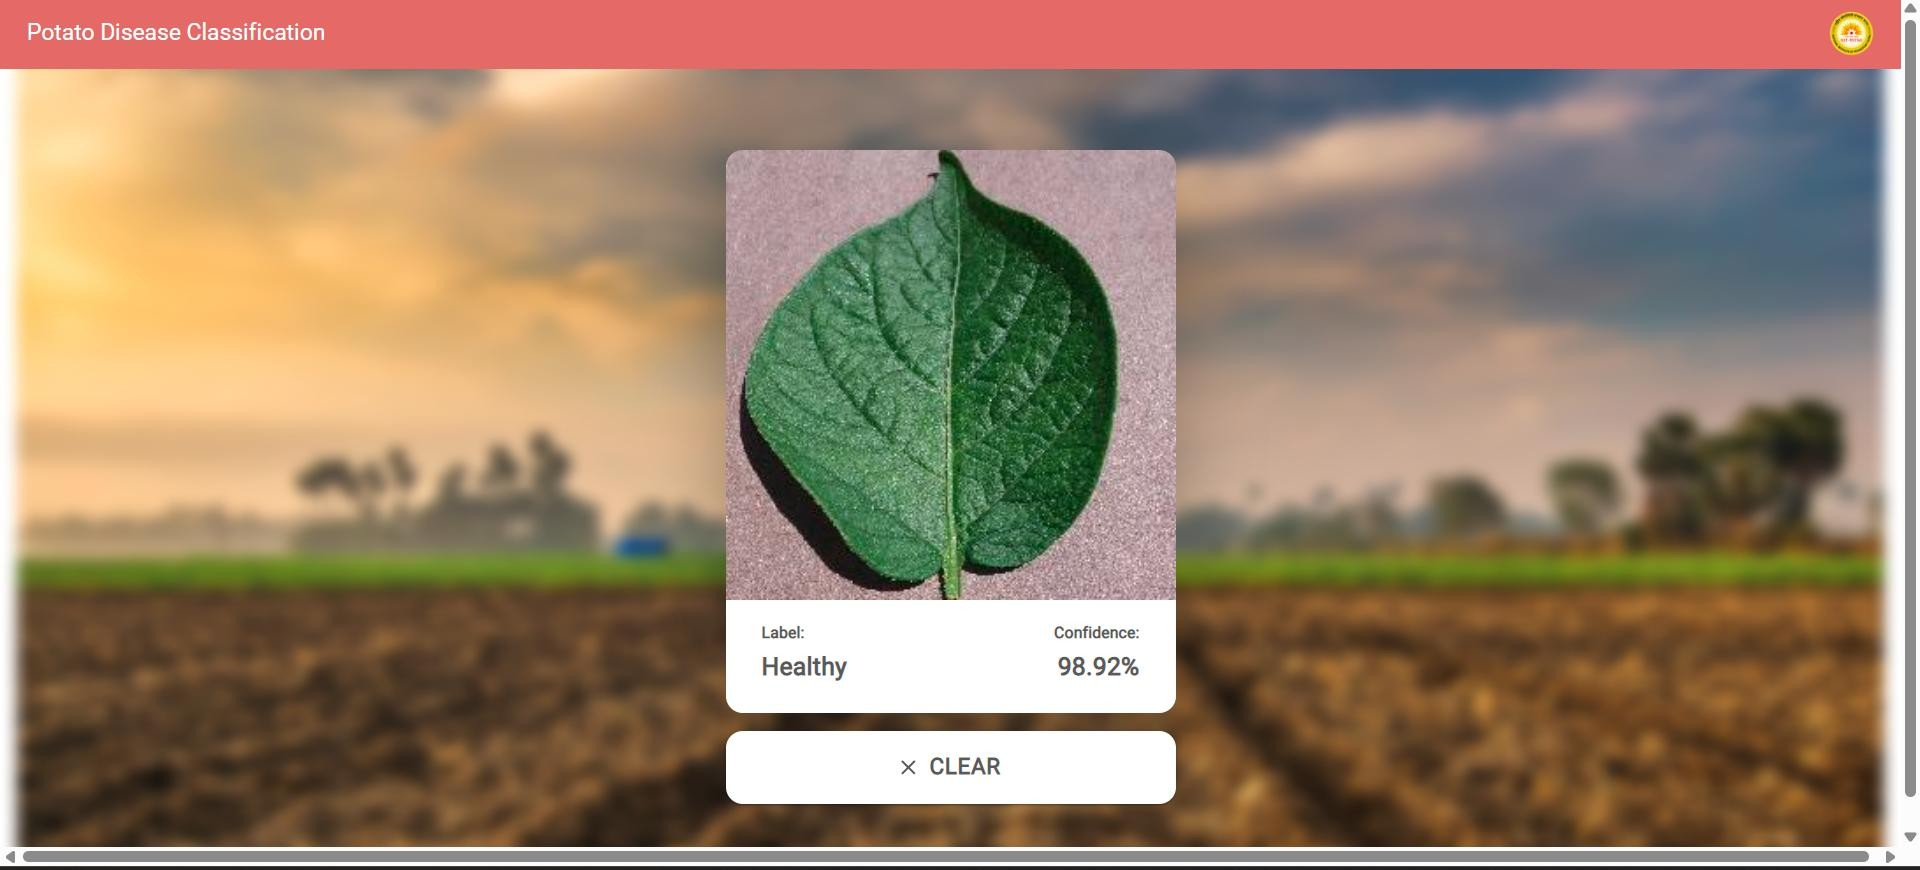 Potato Disease Classification
Label:
Confidence:
Healthy
98.92%
CLEAR